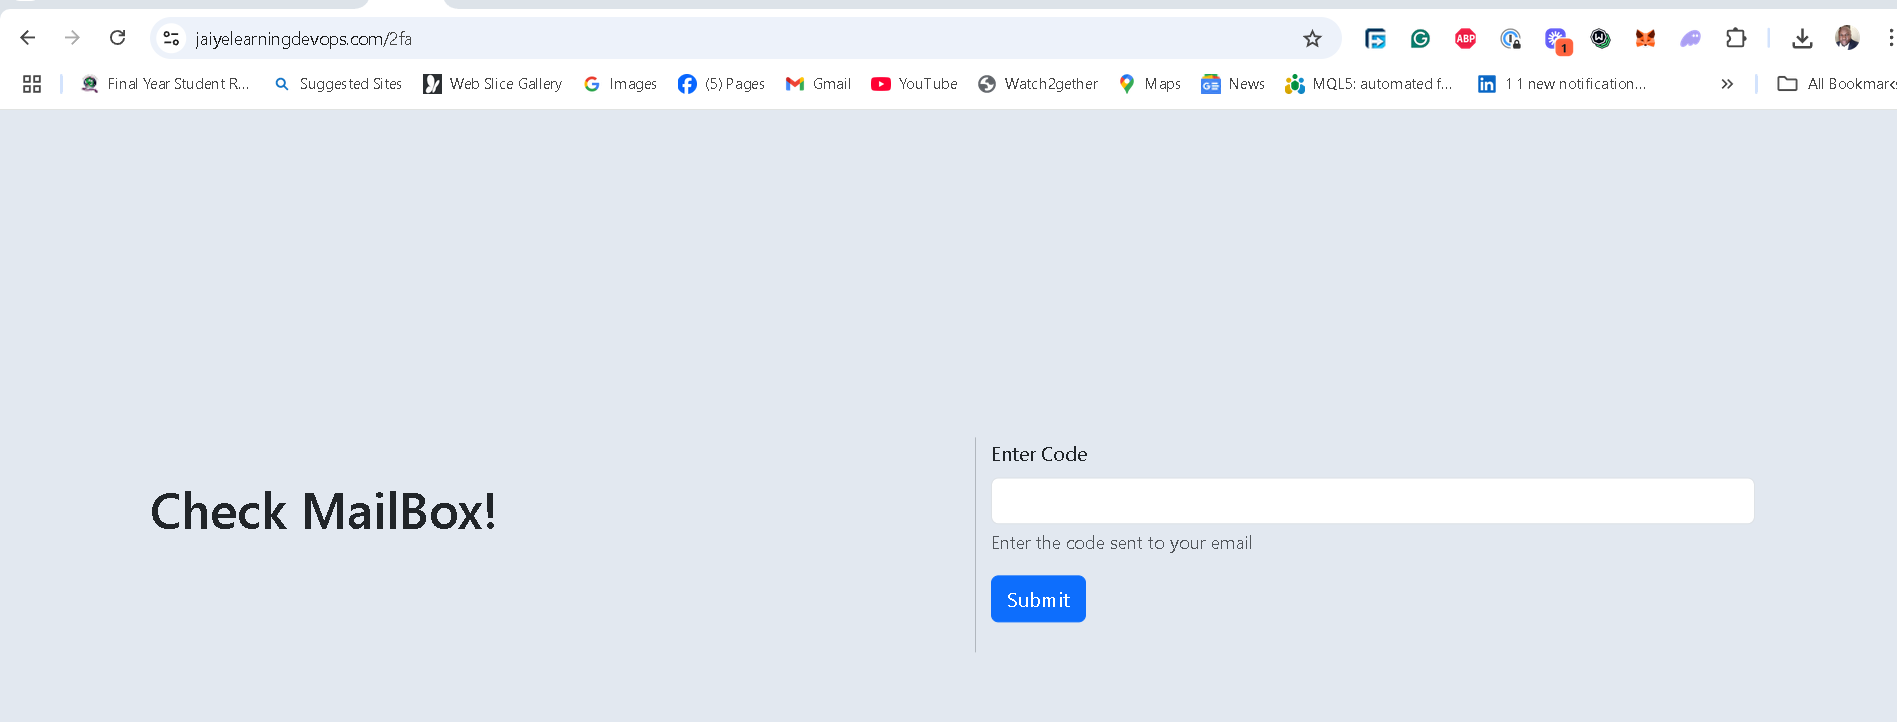 jaiyelearningdevops.com/2fa
ABP
1
Final Year Student R...
Suggested Sites
Web Slice Gallery
Images
(5) Pages
Gmail
YouTube
Watch2gether
Maps
News
MQL5: automated f...
11 new notification...
All Bookmarks
Check MailBox!
Enter Code
Enter the code sent to your email
Submit